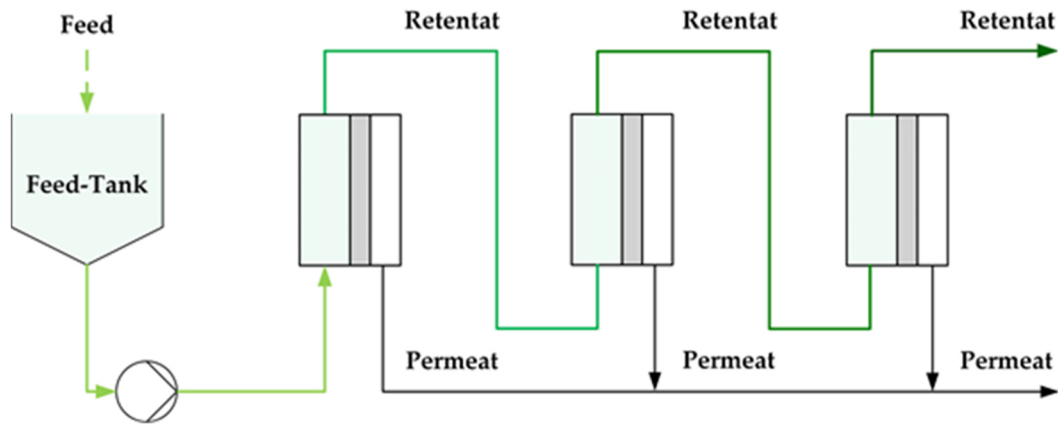 Feed
Retentat
Retentat
Retentat
Feed-Tank
Permeat
Permeat
Permeat